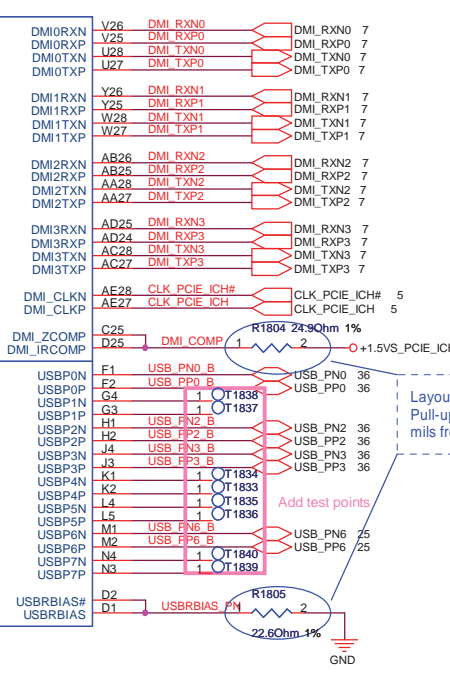 DMI0RXN V26 DMI_RXN0 DMI_RXN0 7
DMI0RXP V25 DMI_RXP0 DMI_RXP0 7
DMI0TXN U28 DMI_TXN0 DMI_TXN0 7
DMI0TXP U27 DMI_TXP0 DMI_TXP0 7
DMI1RXN Y26 DMI_RXN1 DMI_RXN1 7
DMI1RXP Y25 DMI_RXP1 DMI_RXP1 7
DMI1TXN W28 DMI_TXN1 DMI_TXN1 7
DMI1TXP W27 DMI_TXP1 DMI_TXP1 7
DMI2RXN AB26 DMI_RXN2 DMI_RXN2 7
DMI2RXP AB25 DMI_RXP2 DMI_RXP2 7
DMI2TXN AA28 DMI_TXN2 DMI_TXN2 7
DMI2TXP AA27 DMI_TXP2 DMI_TXP2 7
DMI3RXN AD25 DMI_RXN3 DMI_RXN3 7
DMI3RXP AD24 DMI_RXP3 DMI_RXP3 7
DMI3TXN AC28 DMI_TXN3 DMI_TXN3 7
DMI3TXP AC27 DMI_TXP3 DMI_TXP3 7
DMI_CLKN AE28 CLK_PCIE_ICH# CLK_PCIE_ICH# 5
DMI_CLKP AE27 CLK_PCIE_ICH CLK_PCIE_ICH 5
R1804 24.9Ohm 1%
DMI_ZCOMP C25
DMI_IRCOMP D25 DMI_COMP 1 2 +1.5VS_PCIE_ICH
USBP0N F1 USB_PN0_B USB_PN0 36
USBP0P F2 USB_PP0_B USB_PP0 36
USBP1N G4 1 T1838
USBP1P G3 1 T1837
USBP2N H1 USB_PN2_B USB_PN2 36
USBP2P H2 USB_PP2_B USB_PP2 36
USBP3N J4 USB_PN3_B USB_PN3 36
USBP3P J3 USB_PP3_B USB_PP3 36
USBP4N K1 1 T1834
USBP4P K2 1 T1833
USBP5N L4 1 T1835
USBP5P L5 1 T1836
USBP6N M1 USB_PN6_B USB_PN6 25
USBP6P M2 USB_PP6_B USB_PP6 25
USBP7N N4 1 T1840
USBP7P N3 1 T1839
Layou
Pull-up
mils fro
Add test points
USBRBIAS# D2
USBRBIAS D1 USBRBIAS_PN 1 2
R1805
22.6Ohm 1%
GND